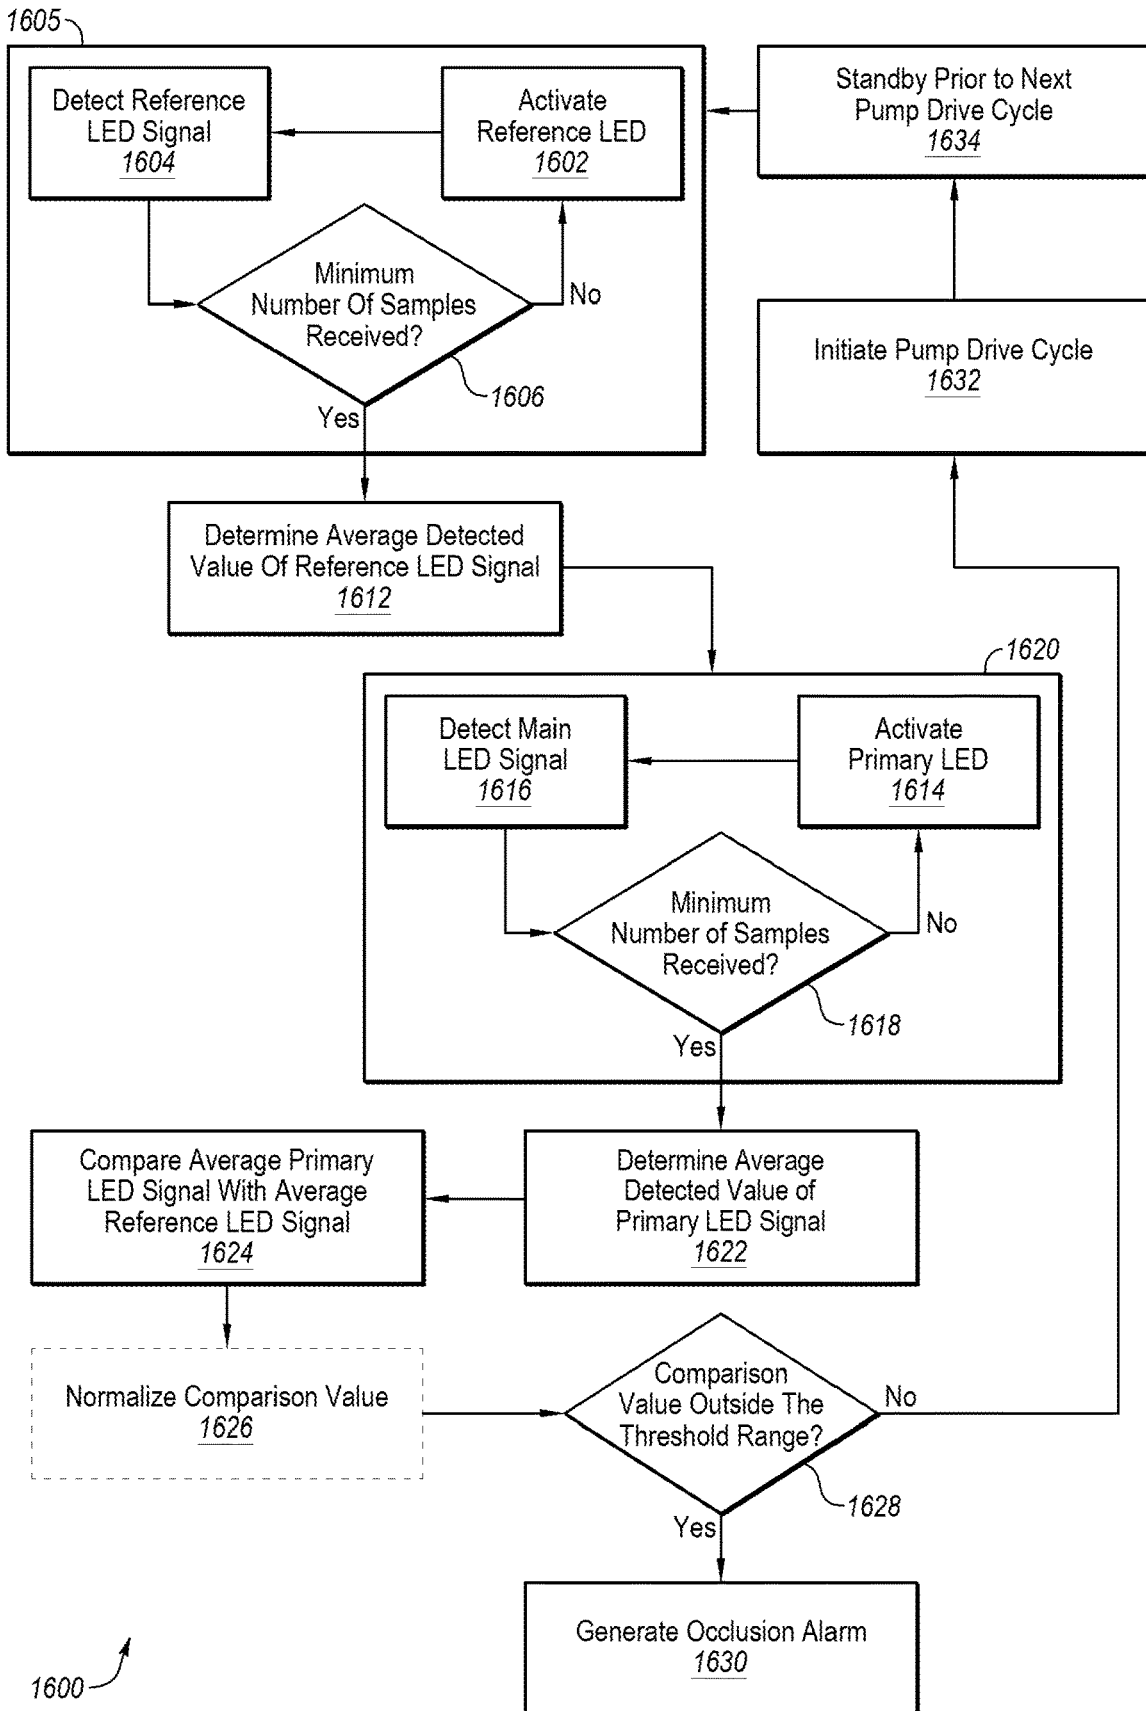 1605
Detect Reference
LED Signal
1604
Activate
Reference LED
1602
Standby Prior to Next
Pump Drive Cycle
1634
Minimum
Number Of Samples
Received?
No
1606
Yes
Initiate Pump Drive Cycle
1632
Determine Average Detected
Value Of Reference LED Signal
1612
1620
Detect Main
LED Signal
1616
Activate
Primary LED
1614
Minimum
Number of Samples
Received?
No
1618
Yes
Compare Average Primary
LED Signal With Average
Reference LED Signal
1624
Determine Average
Detected Value of
Primary LED Signal
1622
Normalize Comparison Value
1626
Comparison
Value Outside The
Threshold Range?
No
1628
Yes
Generate Occlusion Alarm
1630
1600